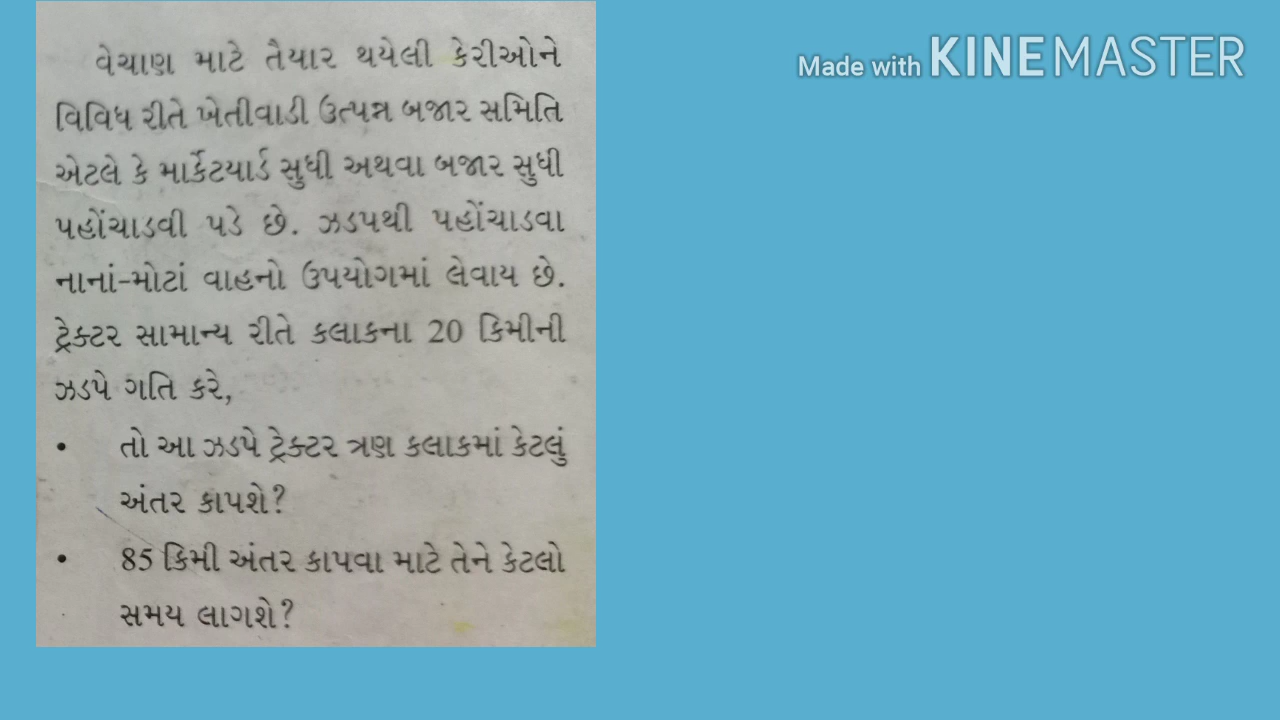 વેચાણ માટે તૈયાર થયેલી કેરીઓને
વિવિધ રીતે ખેતીવાડી ઉત્પન્ન બજાર સમિતિ
એટલે કે માર્કેટયાર્ડ સુધી અથવા બજાર સુધી
પહોંચાડવી પડે છે. ઝડપથી પહોંચાડવા
નાનાં-મોટાં વાહનો ઉપયોગમાં લેવાય છે.
ટ્રેક્ટર સામાન્ય રીતે કલાકના 20 કિમીની
ઝડપે ગતિ કરે,
• તો આ ઝડપે ટ્રેક્ટર ત્રણ કલાકમાં કેટલું
અંતર કાપશે?
• 85 કિમી અંતર કાપવા માટે તેને કેટલો
સમય લાગશે?
Made with KINEMASTER